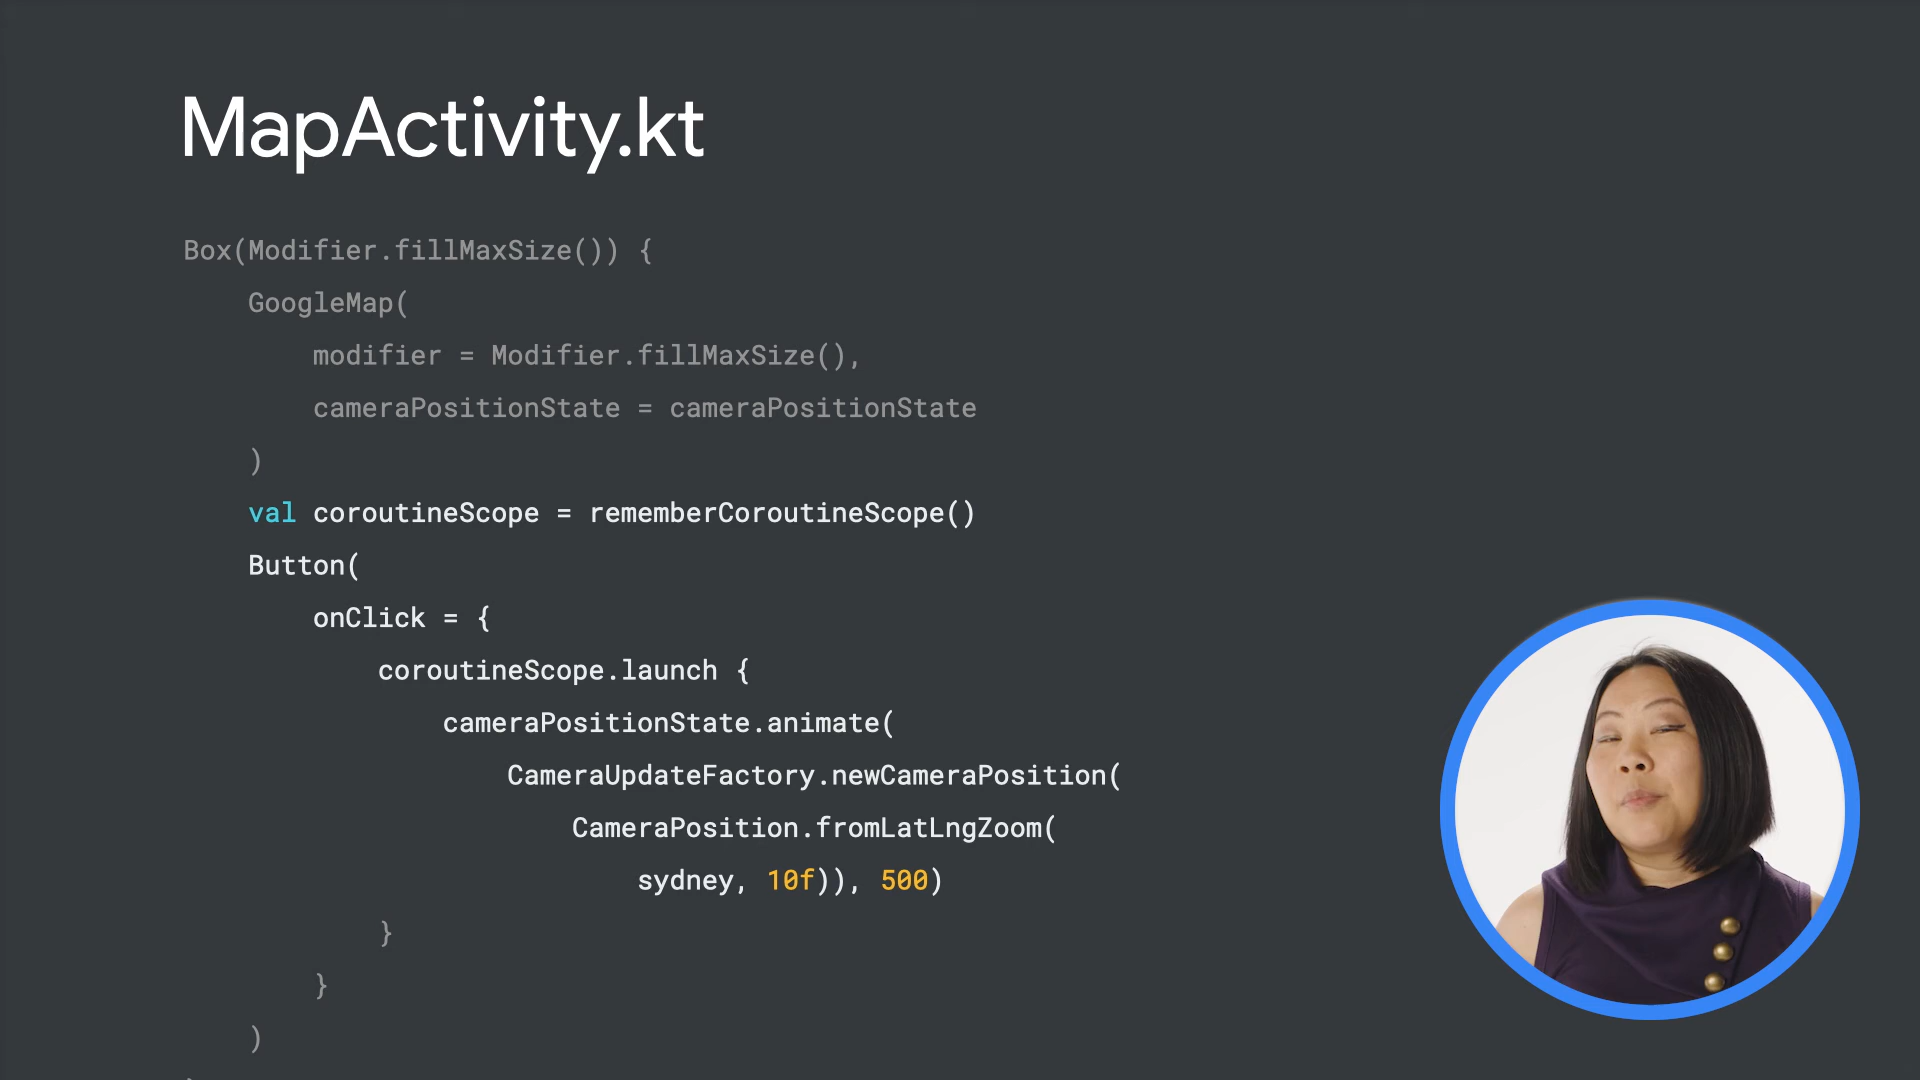 MapActivity.kt
Box(Modifier.fillMaxSize()) {
GoogleMap(
modifier = Modifier.fillMaxSize(),
cameraPositionState = cameraPositionState
)
val coroutineScope = rememberCoroutineScope()
Button(
onClick = {
coroutineScope.launch {
cameraPositionState.animate(
CameraUpdateFactory.newCameraPosition(
CameraPosition.fromLatLngZoom(
sydney, 10f)), 500)
}
}
)